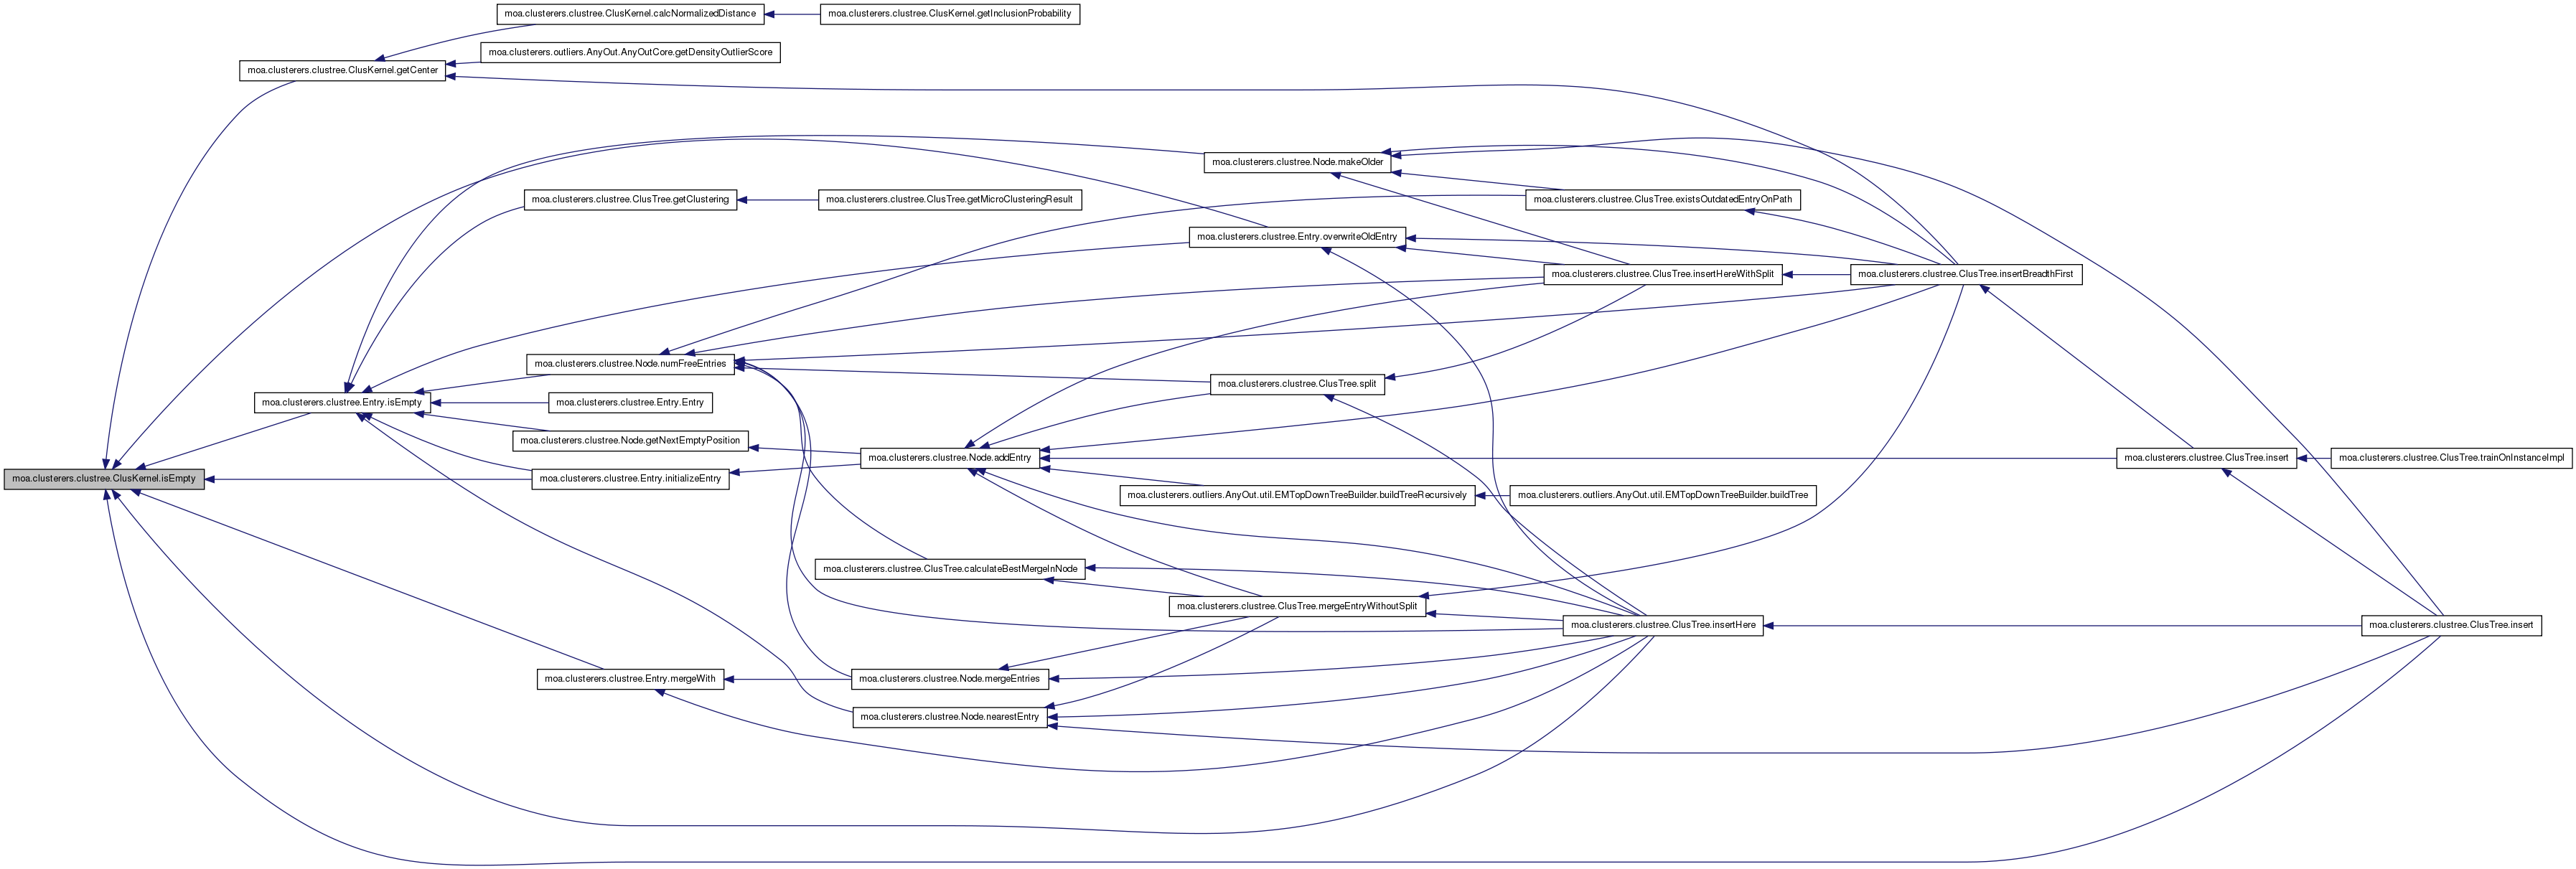 moa.clusterers.clustree.ClusKernel.calcNormalizedDistance
moa.clusterers.clustree.ClusKernel.getInclusionProbability
moa.clusterers.outliers.AnyOut.AnyOutCore.getDensityOutlierScore
moa.clusterers.clustree.ClusKernel.getCenter
moa.clusterers.clustree.Node.makeOlder
moa.clusterers.clustree.ClusTree.getClustering
moa.clusterers.clustree.ClusTree.getMicroClusteringResult
moa.clusterers.clustree.ClusTree.existsOutdatedEntryOnPath
moa.clusterers.clustree.Entry.overwriteOldEntry
moa.clusterers.clustree.ClusTree.insertHereWithSplit
moa.clusterers.clustree.ClusTree.insertBreadthFirst
moa.clusterers.clustree.Node.numFreeEntries
moa.clusterers.clustree.ClusTree.split
moa.clusterers.clustree.Entry.isEmpty
moa.clusterers.clustree.Entry.Entry
moa.clusterers.clustree.Node.getNextEmptyPosition
moa.clusterers.clustree.Node.addEntry
moa.clusterers.clustree.ClusTree.insert
moa.clusterers.clustree.ClusTree.trainOnInstanceImpl
moa.clusterers.clustree.ClusKernel.isEmpty
moa.clusterers.clustree.Entry.initializeEntry
moa.clusterers.outliers.AnyOut.util.EMTopDownTreeBuilder.buildTreeRecursively
moa.clusterers.outliers.AnyOut.util.EMTopDownTreeBuilder.buildTree
moa.clusterers.clustree.ClusTree.calculateBestMergeInNode
moa.clusterers.clustree.ClusTree.mergeEntryWithoutSplit
moa.clusterers.clustree.ClusTree.insertHere
moa.clusterers.clustree.ClusTree.insert
moa.clusterers.clustree.Entry.mergeWith
moa.clusterers.clustree.Node.mergeEntries
moa.clusterers.clustree.Node.nearestEntry